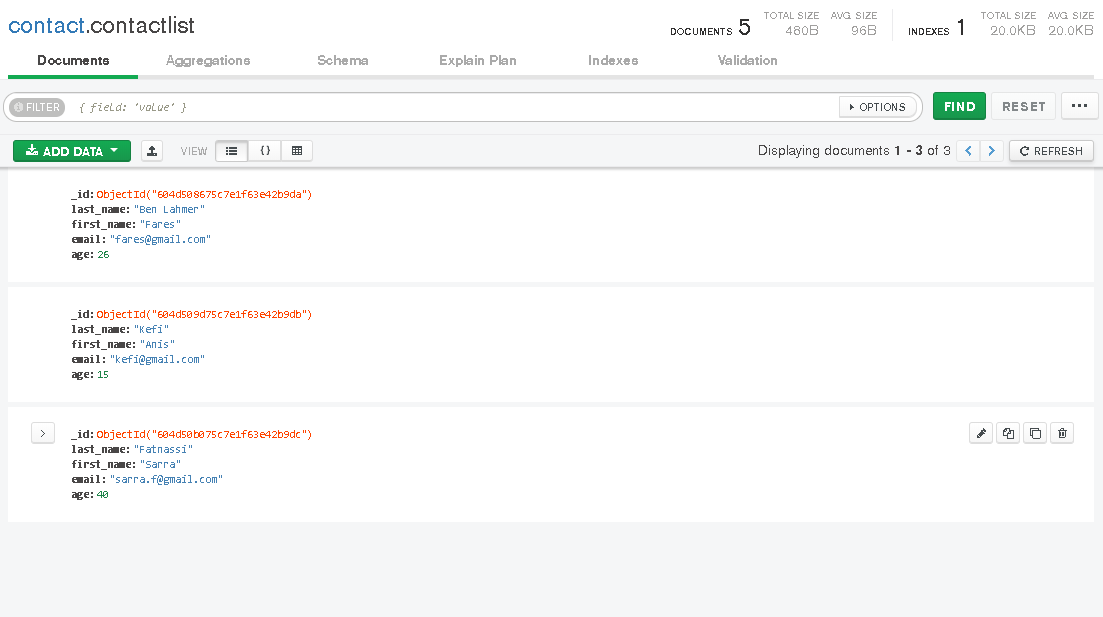 contact.contactlist
DOCUMENTS 5
TOTAL SIZE 480B
AVG. SIZE 96B
INDEXES 1
TOTAL SIZE 20.0KB
AVG. SIZE 20.0KB
Documents Aggregations Schema Explain Plan Indexes Validation
FILTER { field: 'value' } OPTIONS FIND RESET ...
ADD DATA VIEW {} Displaying documents 1 - 3 of 3 < > REFRESH
_id: ObjectId("604d508675c7e1f63e42b9da")
last_name: "Ben Lahmer"
first_name: "Fares"
email: "fares@gmail.com"
age: 26
_id: ObjectId("604d509d75c7e1f63e42b9db")
last_name: "Kefi"
first_name: "Anis"
email: "kefi@gmail.com"
age: 15
_id: ObjectId("604d50b075c7e1f63e42b9dc")
last_name: "Fatnassi"
first_name: "Sarra"
email: "sarra.f@gmail.com"
age: 40